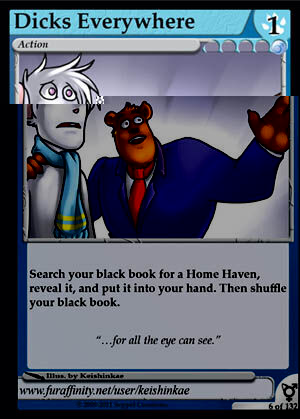 Dicks Everywhere
1
Action
Search your black book for a Home Haven,
reveal it, and put it into your hand. Then shuffle
your black book.
“…for all the eye can see.”
Illus. by Keishinkae
www.furaffinity.net/user/keishinkae